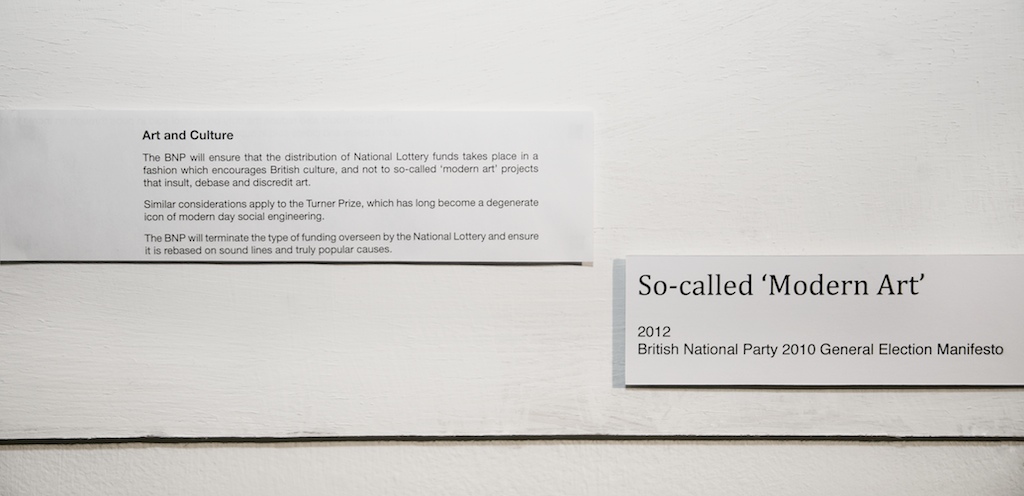 Art and Culture
The BNP will ensure that the distribution of National Lottery funds takes place in a
fashion which encourages British culture, and not to so-called ‘modern art’ projects
that insult, debase and discredit art.
Similar considerations apply to the Turner Prize, which has long become a degenerate
icon of modern day social engineering.
The BNP will terminate the type of funding overseen by the National Lottery and ensure
it is rebased on sound lines and truly popular causes.
So-called ‘Modern Art’
2012
British National Party 2010 General Election Manifesto